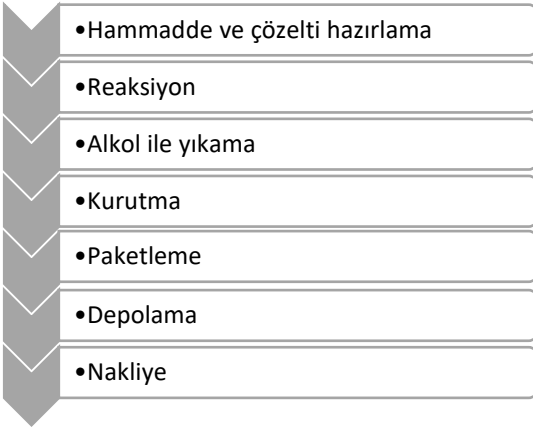 •Hammadde ve çözelti hazırlama
•Reaksiyon
•Alkol ile yıkama
•Kurutma
•Paketleme
•Depolama
•Nakliye